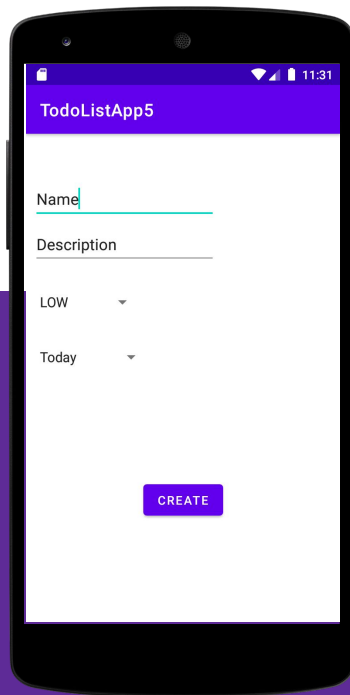 11:31
TodoListApp5
Name
Description
LOW
Today
CREATE